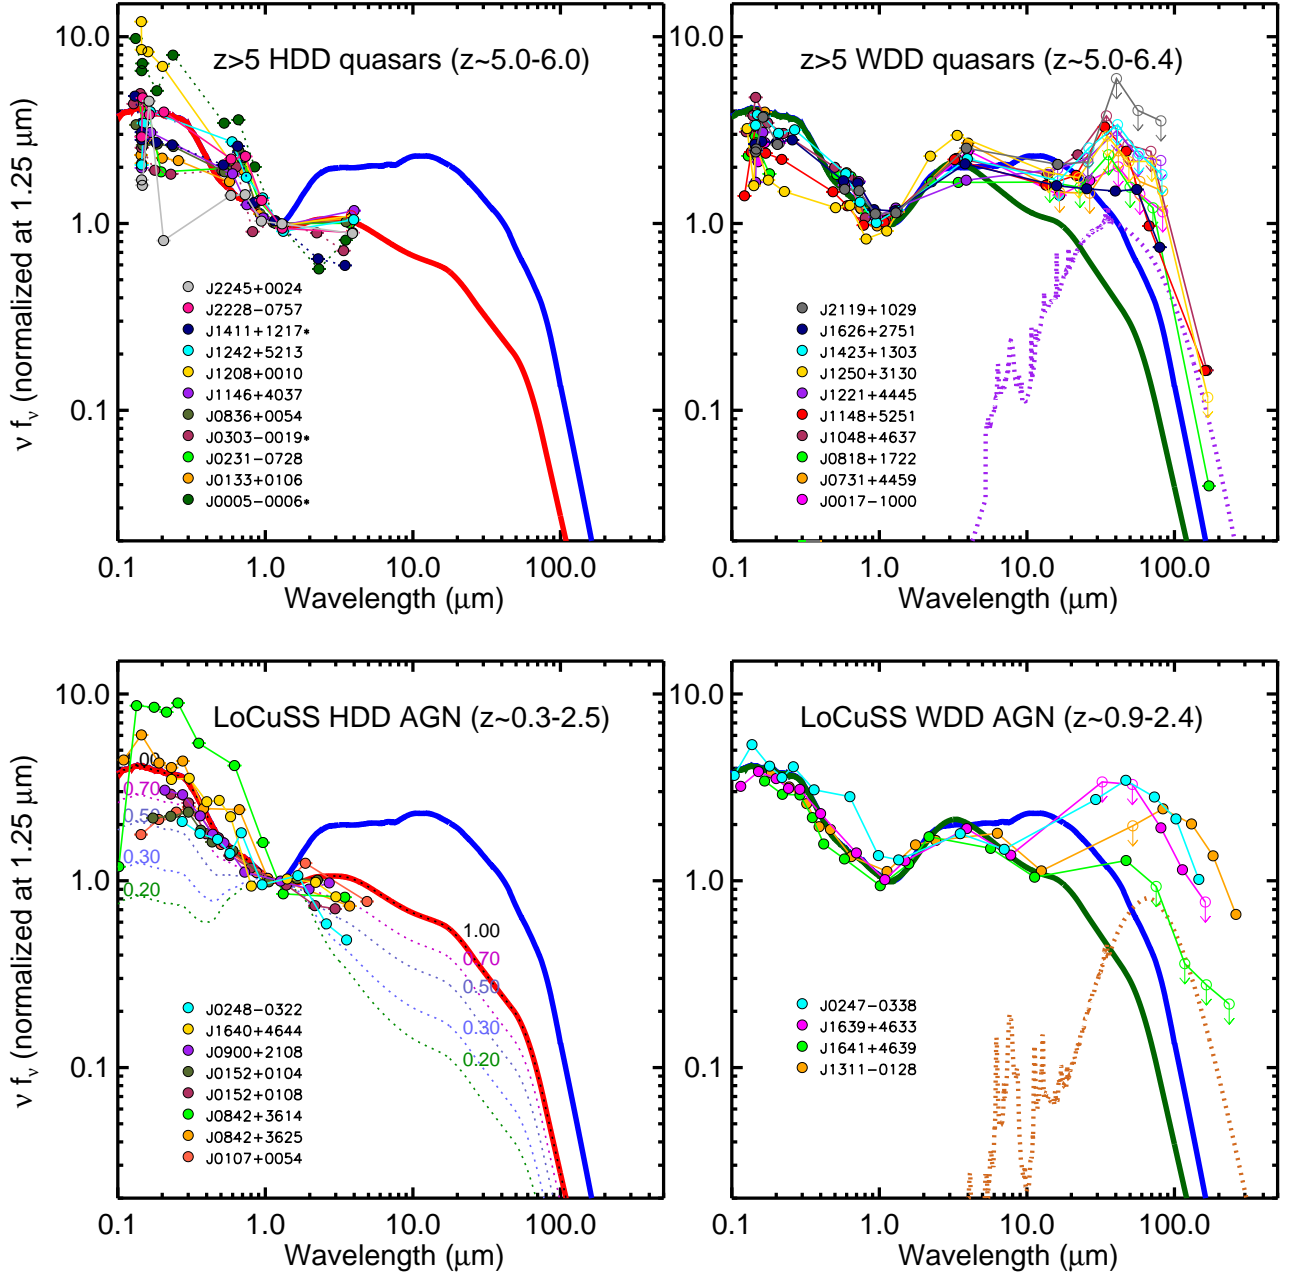 z>5 HDD quasars (z~5.0-6.0)
10.0
1.0
0.1
ν fν (normalized at 1.25 μm)
J2245+0024
J2228-0757
J1411+1217*
J1242+5213
J1208+0010
J1146+4037
J0836+0054
J0303-0019*
J0231-0728
J0133+0106
J0005-0006*
0.1 1.0 10.0 100.0
Wavelength (μm)
z>5 WDD quasars (z~5.0-6.4)
10.0
1.0
0.1
J2119+1029
J1626+2751
J1423+1303
J1250+3130
J1221+4445
J1148+5251
J1048+4637
J0818+1722
J0731+4459
J0017-1000
0.1 1.0 10.0 100.0
Wavelength (μm)
LoCuSS HDD AGN (z~0.3-2.5)
10.0
1.0
0.1
ν fν (normalized at 1.25 μm)
0.70
0.50
0.30
0.20
1.00
0.70
0.50
0.30
0.20
J0248-0322
J1640+4644
J0900+2108
J0152+0104
J0152+0108
J0842+3614
J0842+3625
J0107+0054
0.1 1.0 10.0 100.0
Wavelength (μm)
LoCuSS WDD AGN (z~0.9-2.4)
10.0
1.0
0.1
J0247-0338
J1639+4633
J1641+4639
J1311-0128
0.1 1.0 10.0 100.0
Wavelength (μm)